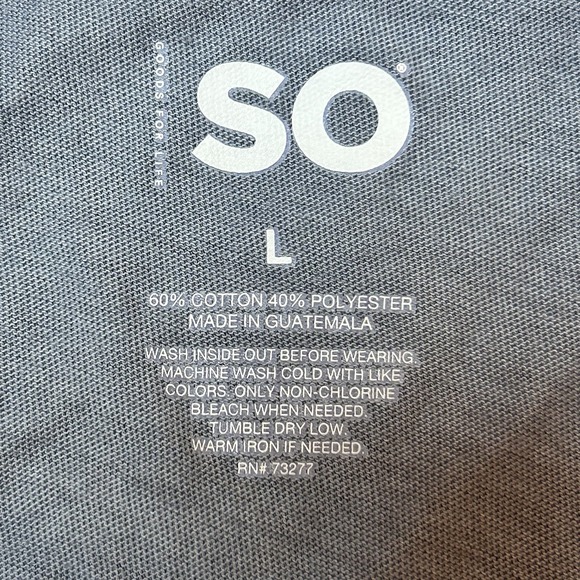 GOODS FOR LIFE
SO®
L
60% COTTON 40% POLYESTER
MADE IN GUATEMALA
WASH INSIDE OUT BEFORE WEARING.
MACHINE WASH COLD WITH LIKE
COLORS. ONLY NON-CHLORINE
BLEACH WHEN NEEDED.
TUMBLE DRY LOW.
WARM IRON IF NEEDED.
RN# 73277